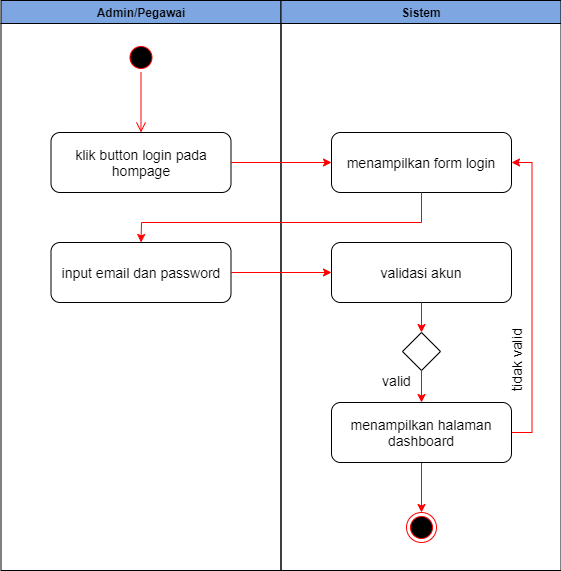 Admin/Pegawai
Sistem
klik button login pada
hompage
menampilkan form login
input email dan password
validasi akun
tidak valid
valid
menampilkan halaman
dashboard